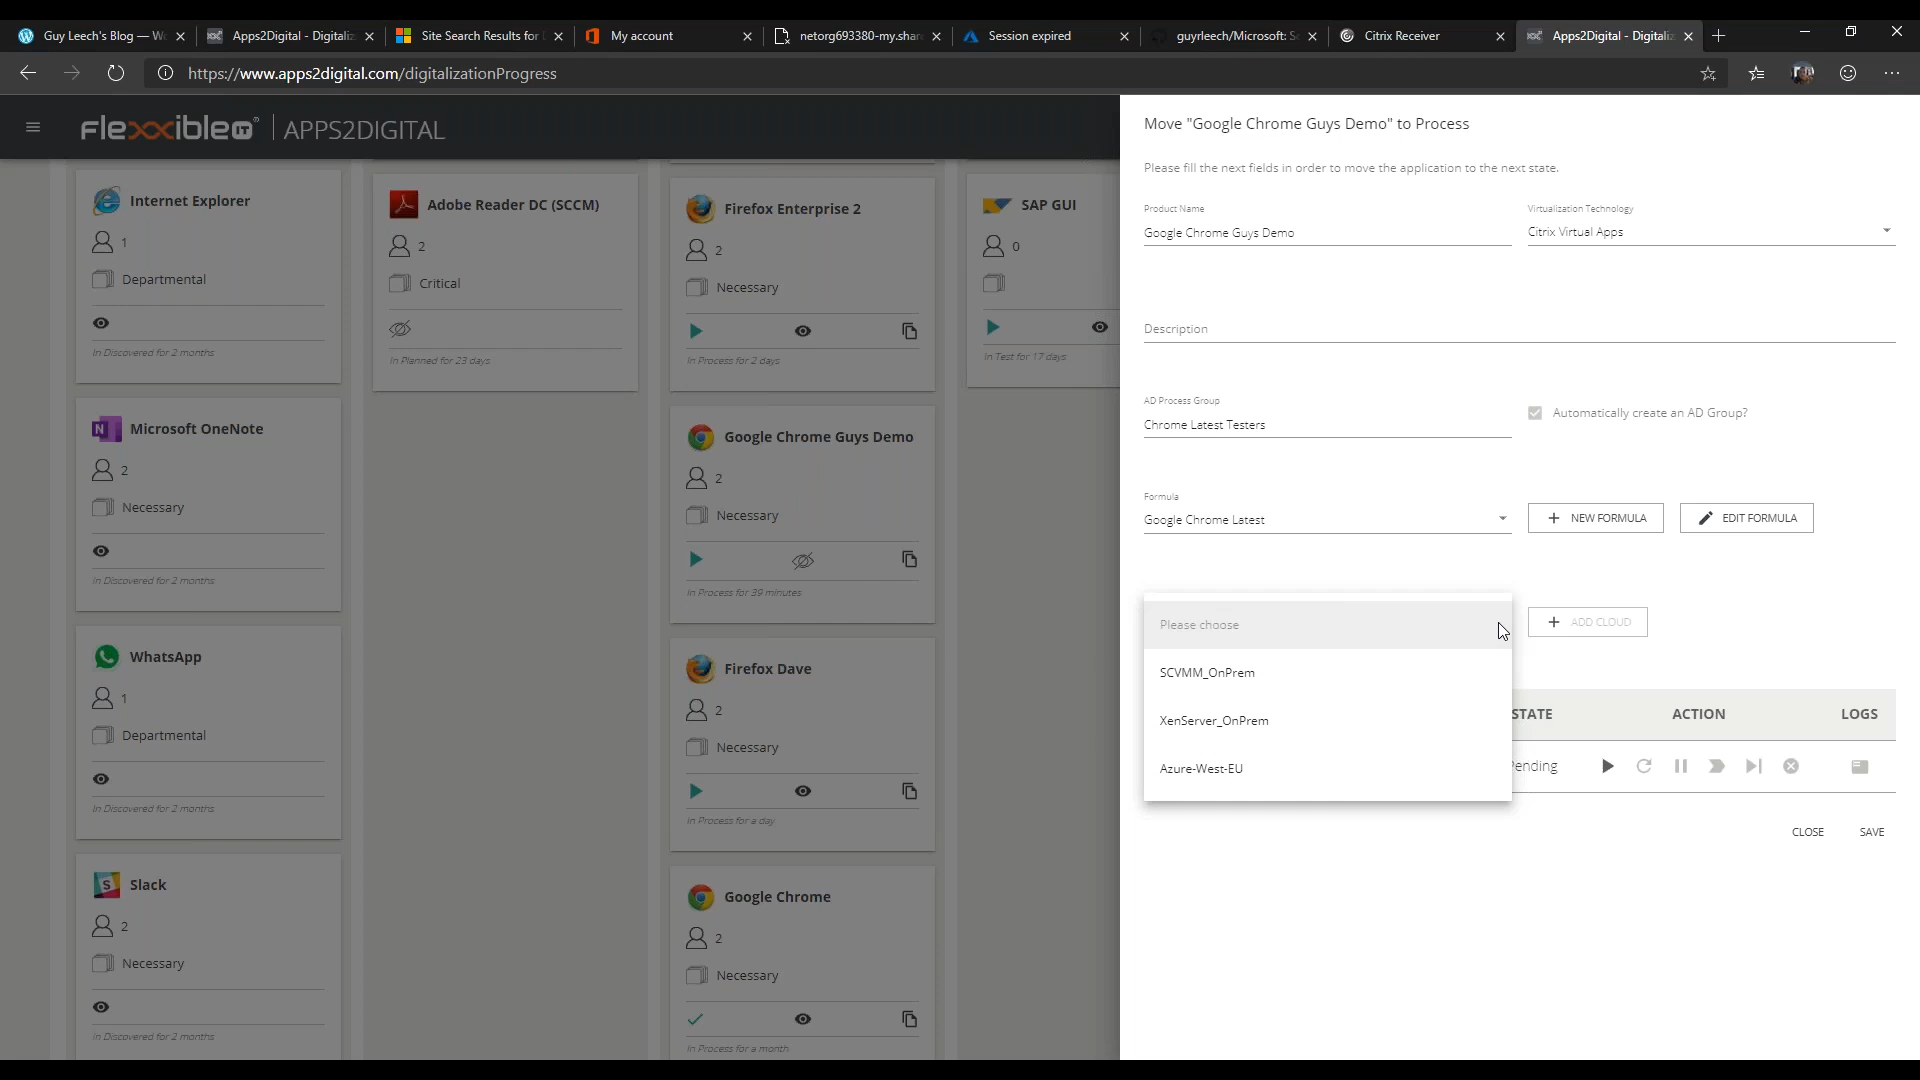 Guy Leech's Blog — W
Apps2Digital - Digitaliz
Site Search Results for
My account
netorg693380-my.shar
Session expired
guyrleech/Microsoft: S
Citrix Receiver
Apps2Digital - Digitaliz
https://www.apps2digital.com/digitalizationProgress
flexxible IT® | APPS2DIGITAL
Internet Explorer
1
Departmental
In Discovered for 2 months
Microsoft OneNote
2
Necessary
In Discovered for 2 months
WhatsApp
1
Departmental
In Discovered for 2 months
Slack
2
Necessary
In Discovered for 2 months
Adobe Reader DC (SCCM)
2
Critical
In Planned for 23 days
Firefox Enterprise 2
2
Necessary
In Process for 2 days
Google Chrome Guys Demo
2
Necessary
In Process for 39 minutes
Firefox Dave
2
Necessary
In Process for a day
Google Chrome
2
Necessary
In Process for a month
SAP GUI
0
In Test for 17 days
Move "Google Chrome Guys Demo" to Process
Please fill the next fields in order to move the application to the next state.
Product Name
Google Chrome Guys Demo
Virtualization Technology
Citrix Virtual Apps
Description
AD Process Group
Chrome Latest Testers
Automatically create an AD Group?
Formula
Google Chrome Latest
NEW FORMULA
EDIT FORMULA
Please choose
SCVMM_OnPrem
XenServer_OnPrem
Azure-West-EU
ADD CLOUD
STATE ACTION LOGS
Pending
CLOSE SAVE